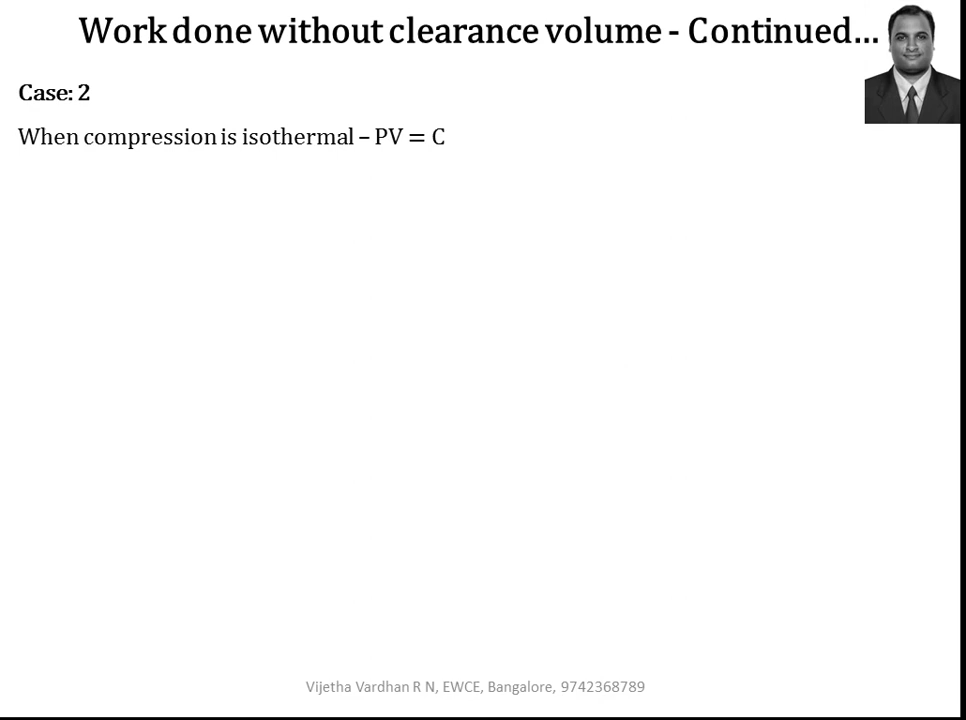 Work done without clearance volume - Continued...
Case: 2
When compression is isothermal – PV = C
Vijetha Vardhan R N, EWCE, Bangalore, 9742368789